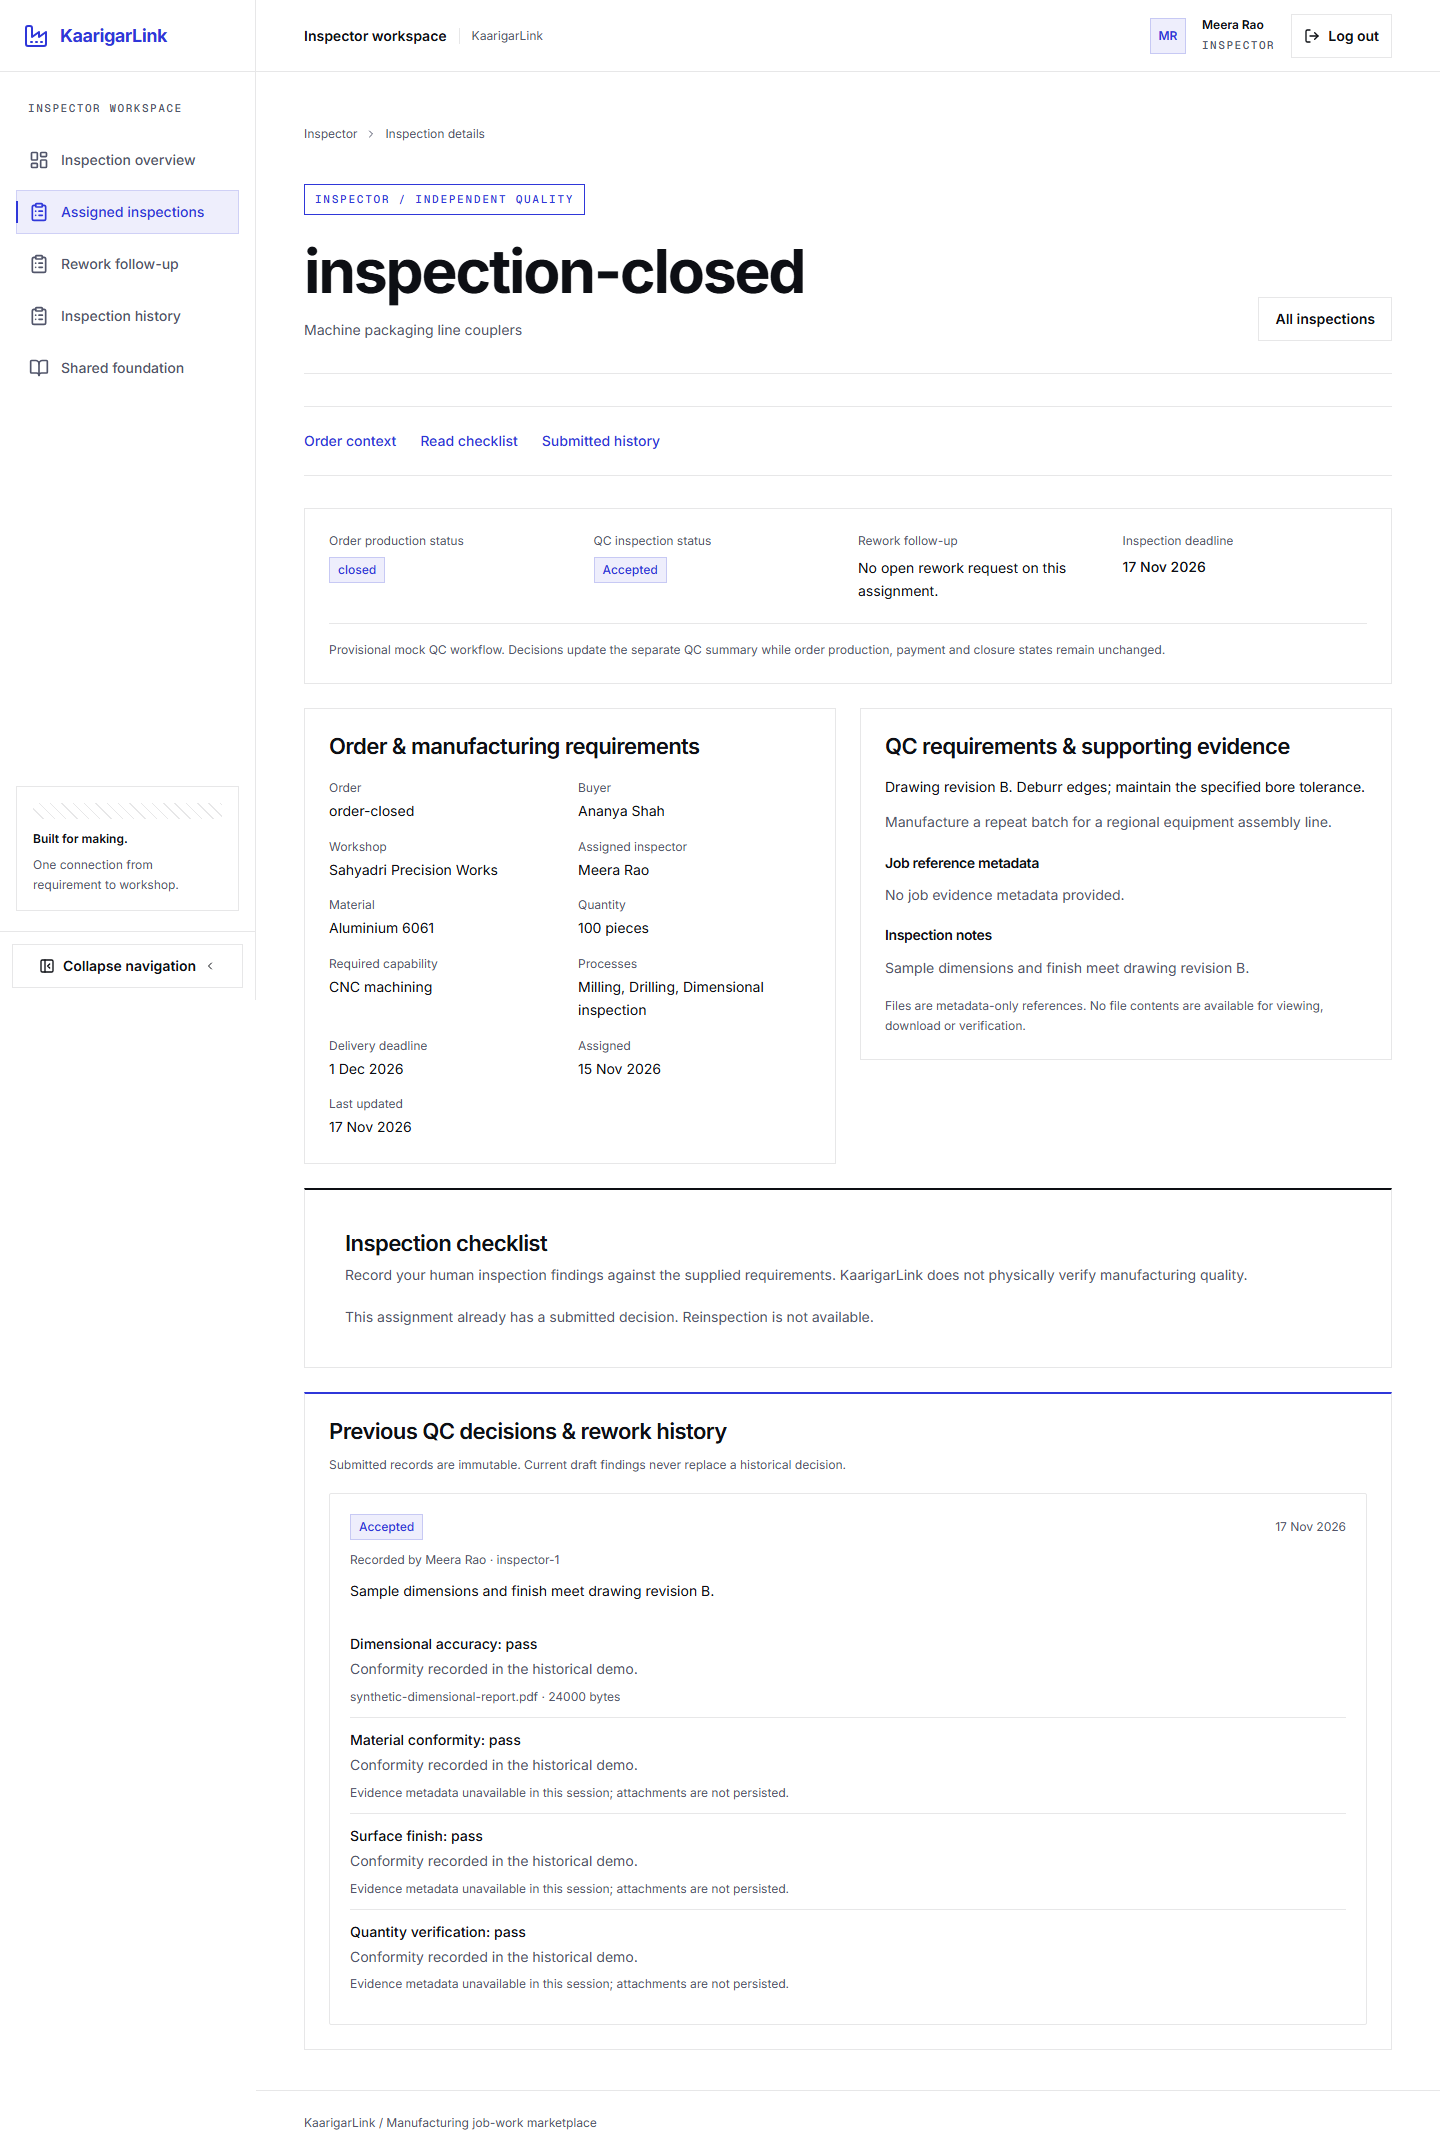 KaarigarLink
Inspector workspace
KaarigarLink
MR
Meera Rao
INSPECTOR
Log out
INSPECTOR WORKSPACE
Inspection overview
Assigned inspections
Rework follow-up
Inspection history
Shared foundation
Built for making.
One connection from
requirement to workshop.
Collapse navigation
Inspector
Inspection details
INSPECTOR / INDEPENDENT QUALITY
inspection-closed
Machine packaging line couplers
All inspections
Order context
Read checklist
Submitted history
Order production status
closed
QC inspection status
Accepted
Rework follow-up
No open rework request on this
assignment.
Inspection deadline
17 Nov 2026
Provisional mock QC workflow. Decisions update the separate QC summary while order production, payment and closure states remain unchanged.
Order & manufacturing requirements
Order
order-closed
Buyer
Ananya Shah
Workshop
Sahyadri Precision Works
Assigned inspector
Meera Rao
Material
Aluminium 6061
Quantity
100 pieces
Required capability
CNC machining
Processes
Milling, Drilling, Dimensional
inspection
Delivery deadline
1 Dec 2026
Assigned
15 Nov 2026
Last updated
17 Nov 2026
QC requirements & supporting evidence
Drawing revision B. Deburr edges; maintain the specified bore tolerance.
Manufacture a repeat batch for a regional equipment assembly line.
Job reference metadata
No job evidence metadata provided.
Inspection notes
Sample dimensions and finish meet drawing revision B.
Files are metadata-only references. No file contents are available for viewing,
download or verification.
Inspection checklist
Record your human inspection findings against the supplied requirements. KaarigarLink does not physically verify manufacturing quality.
This assignment already has a submitted decision. Reinspection is not available.
Previous QC decisions & rework history
Submitted records are immutable. Current draft findings never replace a historical decision.
Accepted
17 Nov 2026
Recorded by Meera Rao · inspector-1
Sample dimensions and finish meet drawing revision B.
Dimensional accuracy: pass
Conformity recorded in the historical demo.
synthetic-dimensional-report.pdf · 24000 bytes
Material conformity: pass
Conformity recorded in the historical demo.
Evidence metadata unavailable in this session; attachments are not persisted.
Surface finish: pass
Conformity recorded in the historical demo.
Evidence metadata unavailable in this session; attachments are not persisted.
Quantity verification: pass
Conformity recorded in the historical demo.
Evidence metadata unavailable in this session; attachments are not persisted.
KaarigarLink / Manufacturing job-work marketplace